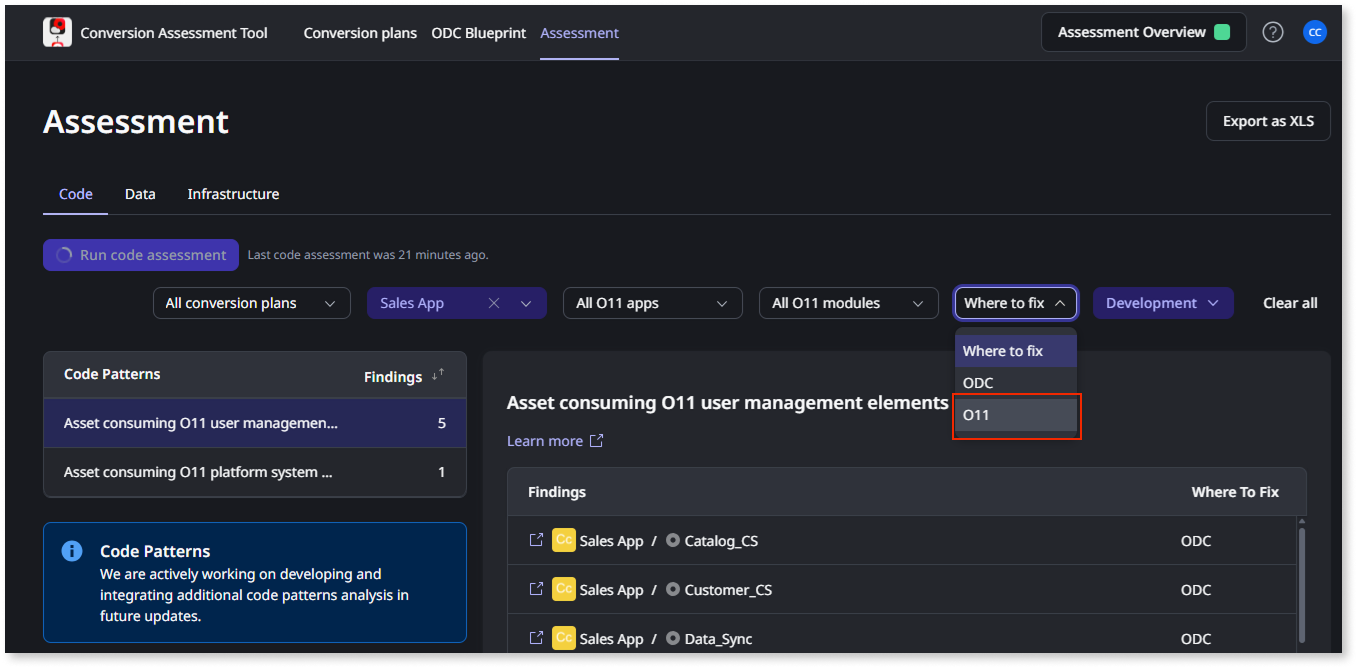 Conversion Assessment Tool
Conversion plans
ODC Blueprint
Assessment
Assessment Overview
?
CC
Assessment
Export as XLS
Code
Data
Infrastructure
Run code assessment
Last code assessment was 21 minutes ago.
All conversion plans
Sales App
All O11 apps
All O11 modules
Where to fix
Development
Clear all
Where to fix
ODC
O11
Code Patterns
Findings
Asset consuming O11 user managemen...
5
Asset consuming O11 platform system ...
1
Code Patterns
We are actively working on developing and
integrating additional code patterns analysis in
future updates.
Asset consuming O11 user management elements
Learn more
Findings
Where To Fix
Cc Sales App / Catalog_CS
ODC
Cc Sales App / Customer_CS
ODC
Cc Sales App / Data_Sync
ODC